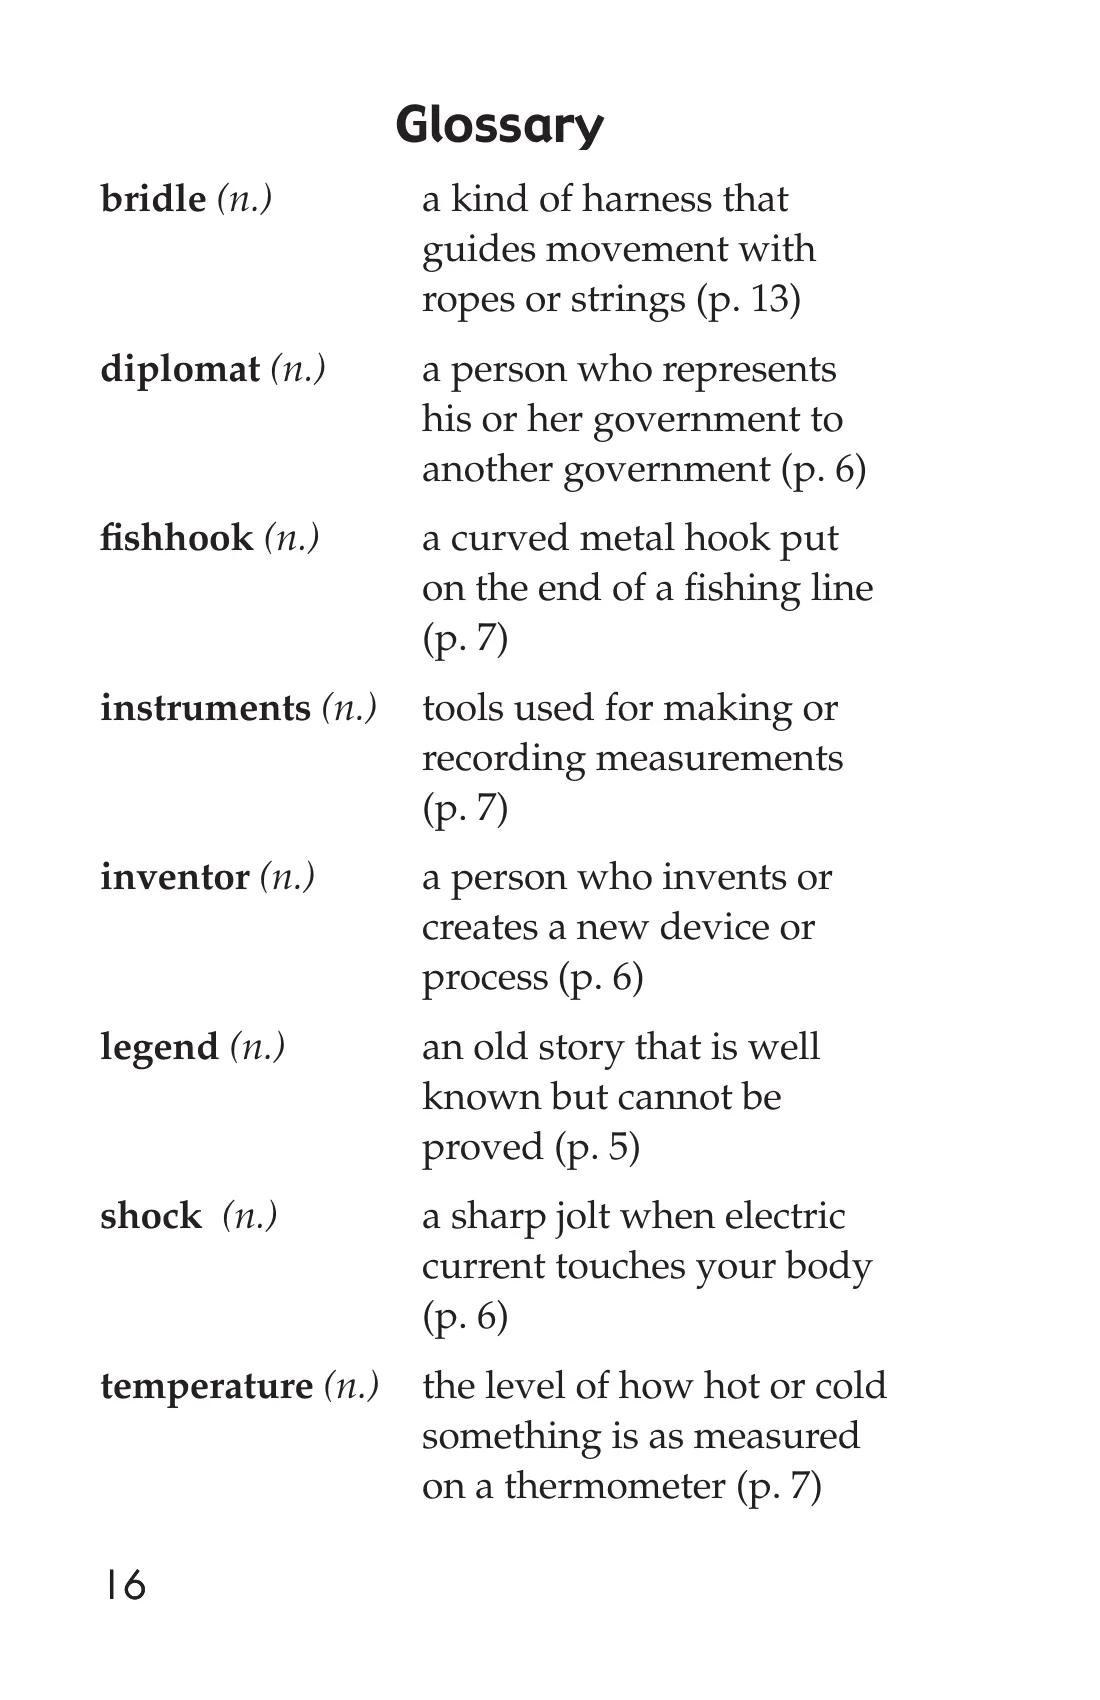 Glossary
bridle (n.) a kind of harness that
guides movement with
ropes or strings (p. 13)
diplomat (n.) a person who represents
his or her government to
another government (p. 6)
fishhook (n.) a curved metal hook put
on the end of a fishing line
(p. 7)
instruments (n.) tools used for making or
recording measurements
(p. 7)
inventor (n.) a person who invents or
creates a new device or
process (p. 6)
legend (n.) an old story that is well
known but cannot be
proved (p. 5)
shock (n.) a sharp jolt when electric
current touches your body
(p. 6)
temperature (n.) the level of how hot or cold
something is as measured
on a thermometer (p. 7)
16